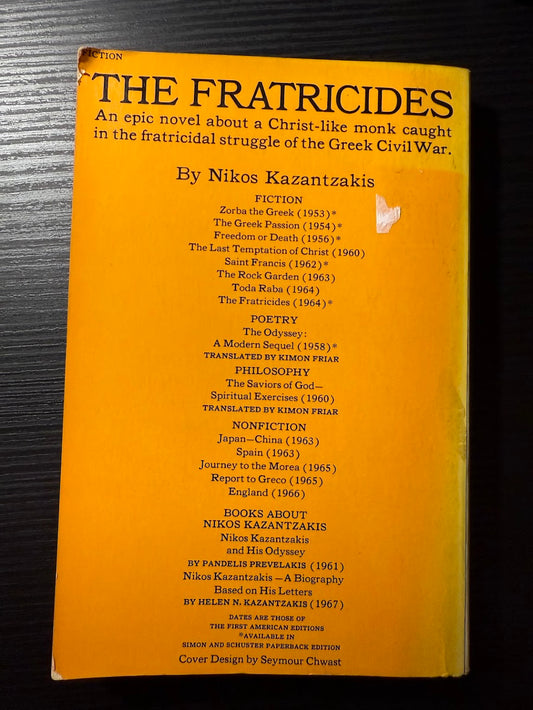 FICTION
THE FRATRICIDES
An epic novel about a Christ-like monk caught
in the fratricidal struggle of the Greek Civil War.
By Nikos Kazantzakis
FICTION
Zorba the Greek (1953)*
The Greek Passion (1954)*
Freedom or Death (1956)*
The Last Temptation of Christ (1960)
Saint Francis (1962)*
The Rock Garden (1963)
Toda Raba (1964)
The Fratricides (1964)*
POETRY
The Odyssey:
A Modern Sequel (1958)*
TRANSLATED BY KIMON FRIAR
PHILOSOPHY
The Saviors of God—
Spiritual Exercises (1960)
TRANSLATED BY KIMON FRIAR
NONFICTION
Japan—China (1963)
Spain (1963)
Journey to the Morea (1965)
Report to Greco (1965)
England (1966)
BOOKS ABOUT
NIKOS KAZANTZAKIS
Nikos Kazantzakis
and His Odyssey
BY PANDELIS PREVELAKIS (1961)
Nikos Kazantzakis—A Biography
Based on His Letters
BY HELEN N. KAZANTZAKIS (1967)
DATES ARE THOSE OF
THE FIRST AMERICAN EDITIONS
*AVAILABLE IN
SIMON AND SCHUSTER PAPERBACK EDITION
Cover Design by Seymour Chwast